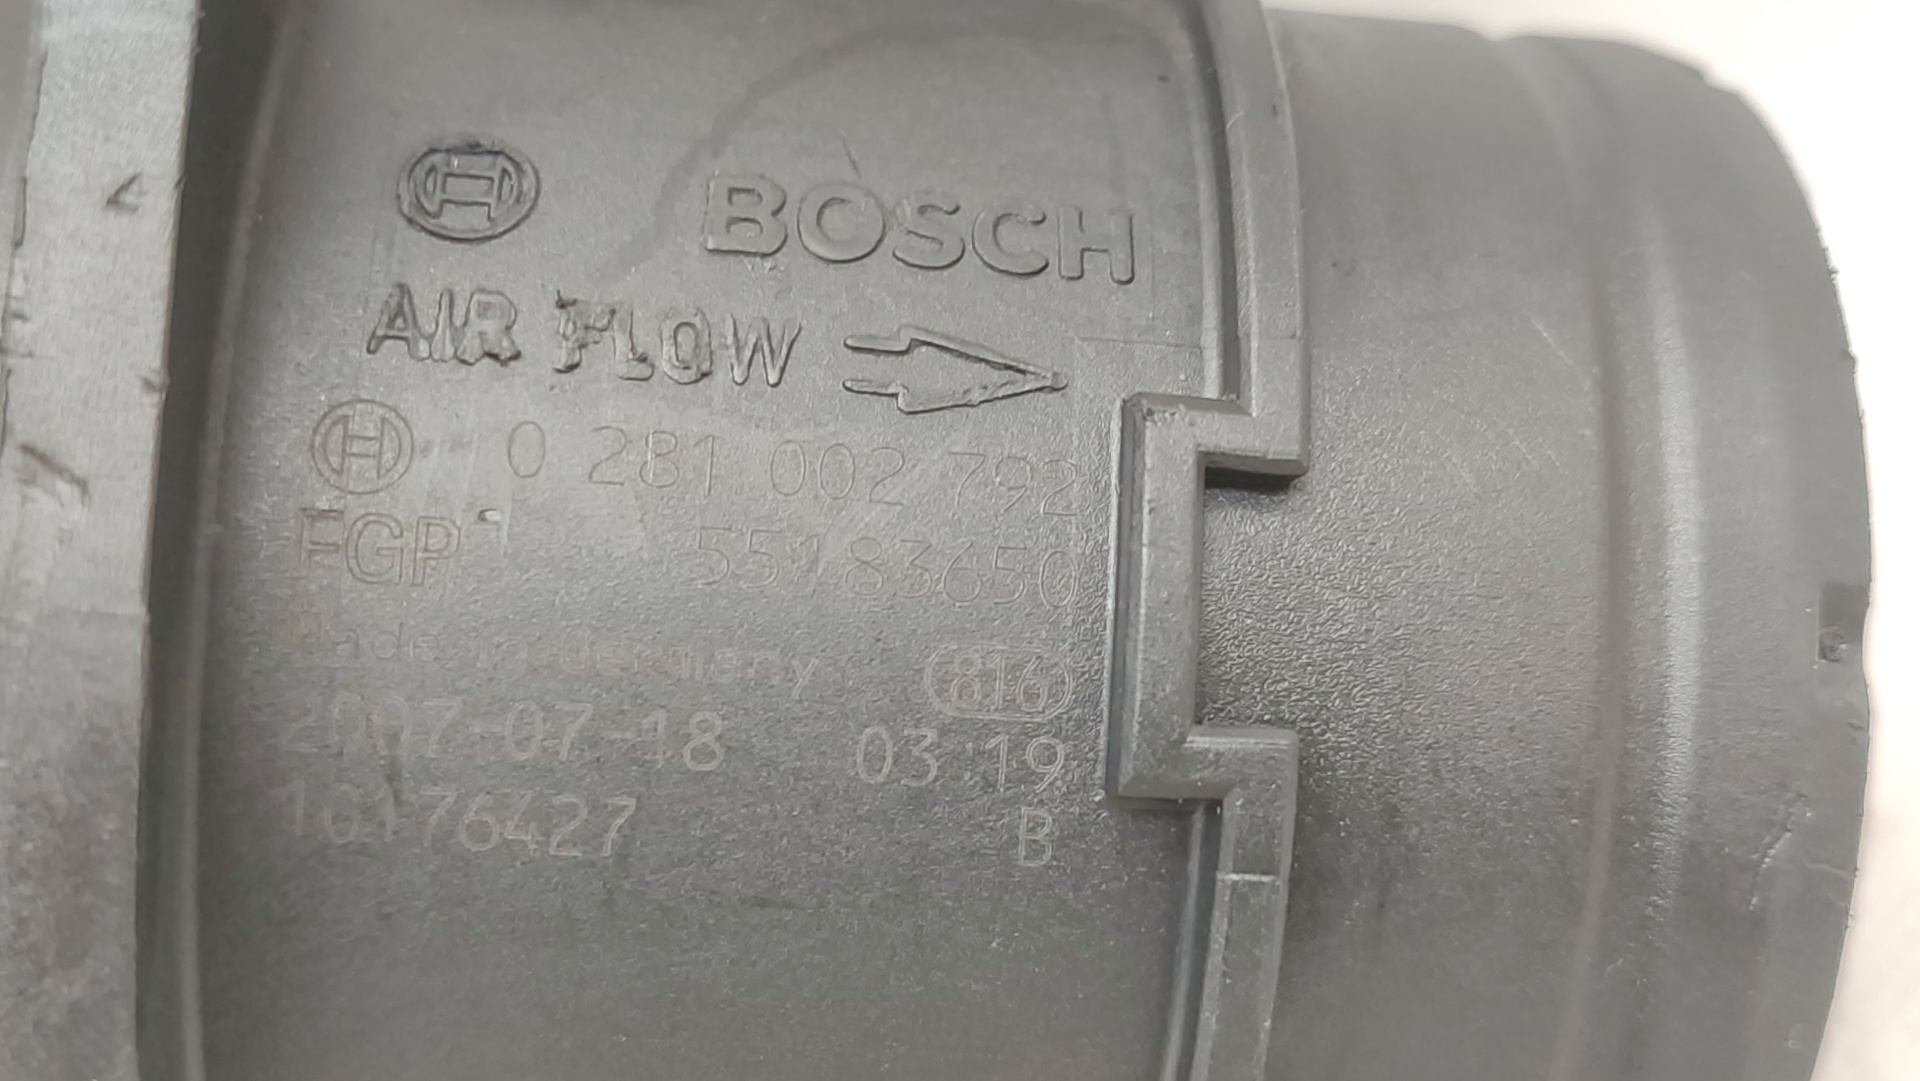 BOSCH
AIR FLOW
0 281 002 792
FGP 55183650
Made in Germany 816
2007-07-18 03:19
10176427 B